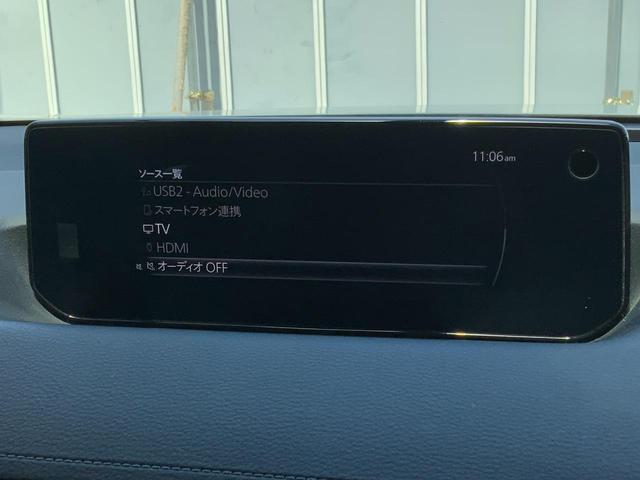 11:06am
ソース一覧
USB2 - Audio/Video
スマートフォン連携
TV
HDMI
オーディオ OFF